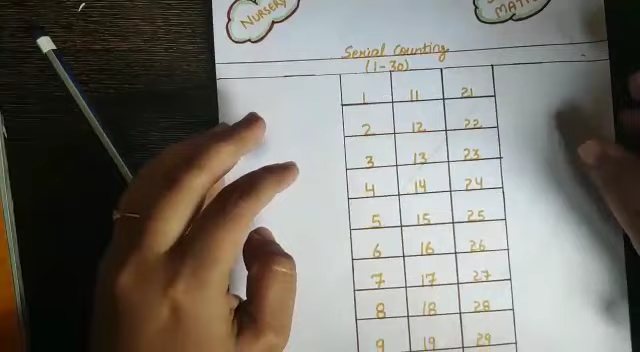 NURSERY
MATH
Serial Counting
(1-30)
1 11 21
2 12 22
3 13 23
4 14 24
5 15 25
6 16 26
7 17 27
8 18 28
9 19 29